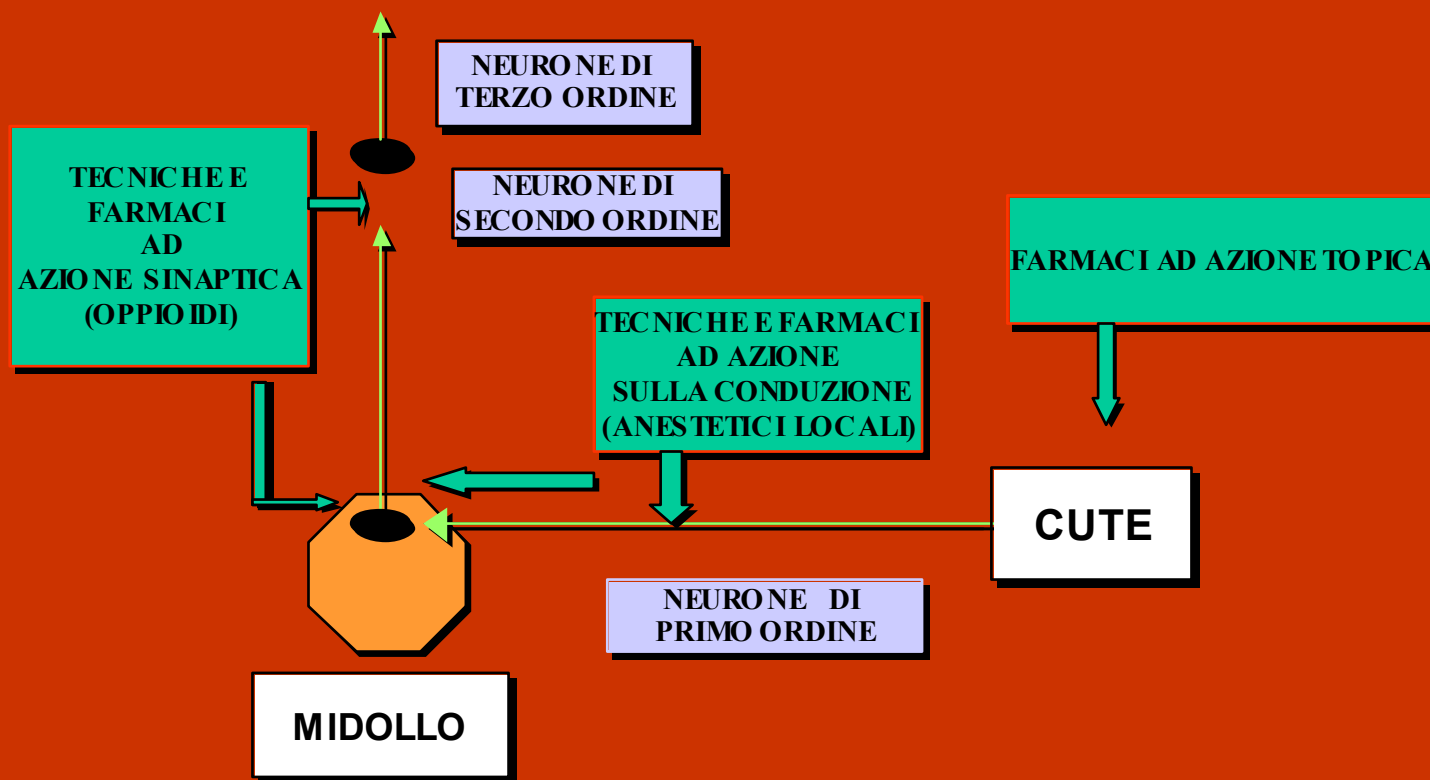 NEURONE DI
TERZO ORDINE
TECNICHE E
FARMACI
AD
AZIONE SINAPTICA
(OPPIOIDI)
NEURONE DI
SECONDO ORDINE
FARMACI AD AZIONE TOPICA
TECNICHE E FARMACI
AD AZIONE
SULLA CONDUZIONE
(ANESTETICI LOCALI)
CUTE
NEURONE DI
PRIMO ORDINE
MIDOLLO